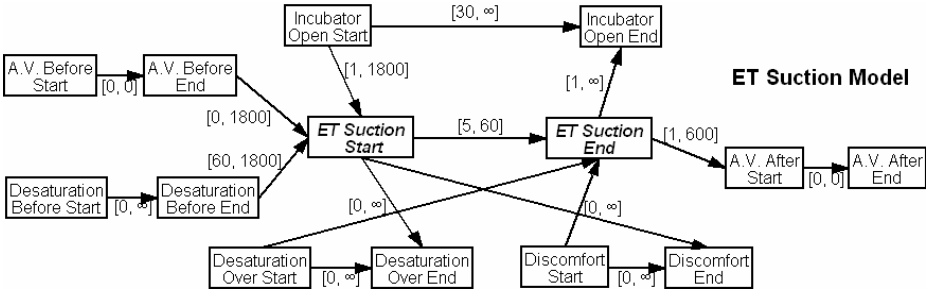 Incubator
Open Start
[30, ∞]
Incubator
Open End
A.V. Before
Start
[0, 0]
A.V. Before
End
[1, 1800]
[1, ∞]
ET Suction Model
[0, 1800]
ET Suction
Start
[5, 60]
ET Suction
End
[1, 600]
[60, 1800]
A.V. After
Start
[0, 0]
A.V. After
End
Desaturation
Before Start
[0, ∞]
Desaturation
Before End
[0, ∞]
[0, ∞]
Desaturation
Over Start
[0, ∞]
Desaturation
Over End
Discomfort
Start
[0, ∞]
Discomfort
End